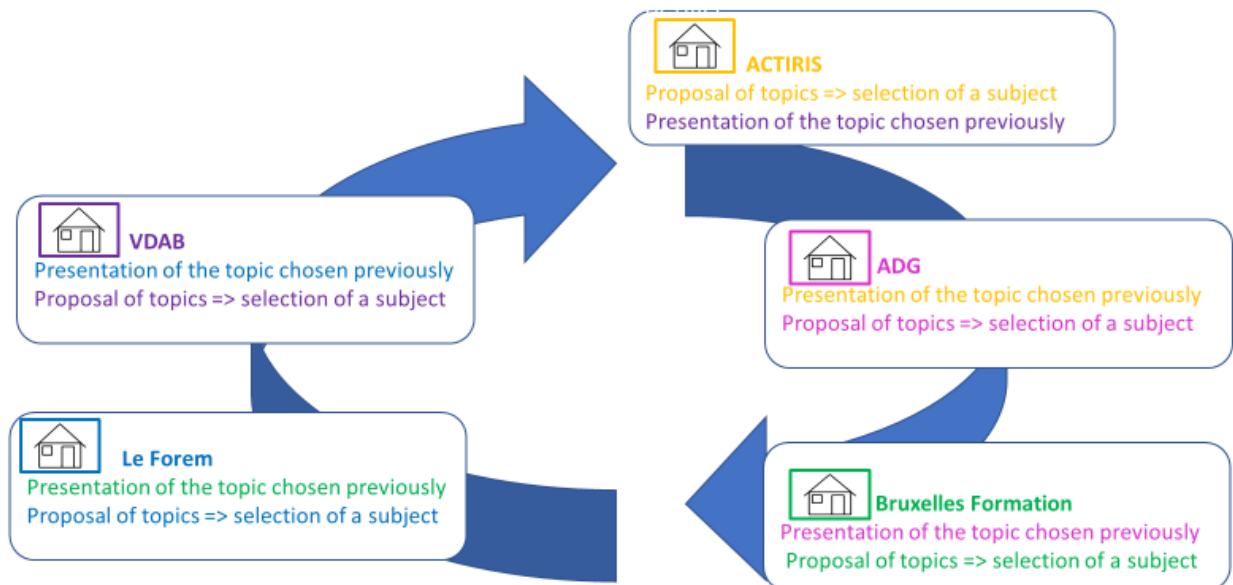 ACTIRIS
Proposal of topics => selection of a subject
Presentation of the topic chosen previously
VDAB
Presentation of the topic chosen previously
Proposal of topics => selection of a subject
ADG
Presentation of the topic chosen previously
Proposal of topics => selection of a subject
Le Forem
Presentation of the topic chosen previously
Proposal of topics => selection of a subject
Bruxelles Formation
Presentation of the topic chosen previously
Proposal of topics => selection of a subject